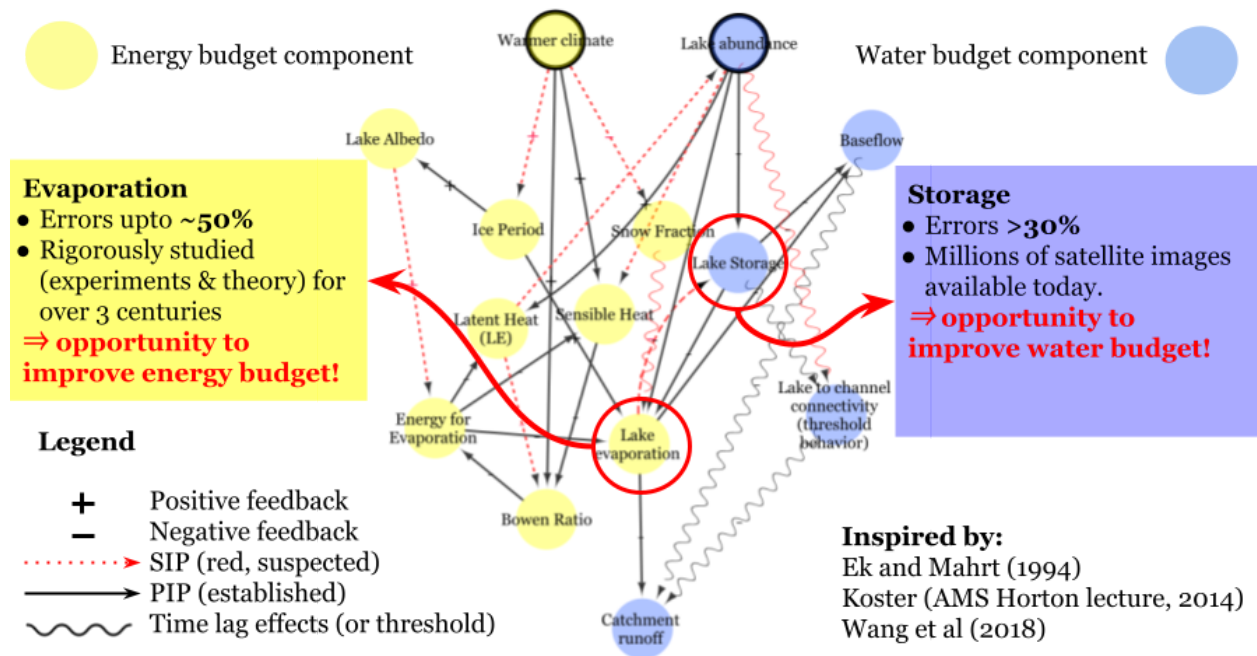 Energy budget component
Warmer climate
Lake abundance
Water budget component
Lake Albedo
Baseflow
Evaporation
● Errors upto ~50%
● Rigorously studied
(experiments & theory) for
over 3 centuries
⇒ opportunity to
improve energy budget!
Ice Period
Snow Fraction
Lake Storage
Storage
● Errors >30%
● Millions of satellite images
available today.
⇒ opportunity to
improve water budget!
Latent Heat
(LE)
Sensible Heat
Energy for
Evaporation
Lake
evaporation
Lake to channel
connectivity
(threshold
behavior)
Bowen Ratio
Catchment
runoff
Legend
+ Positive feedback
− Negative feedback
SIP (red, suspected)
PIP (established)
Time lag effects (or threshold)
Inspired by:
Ek and Mahrt (1994)
Koster (AMS Horton lecture, 2014)
Wang et al (2018)